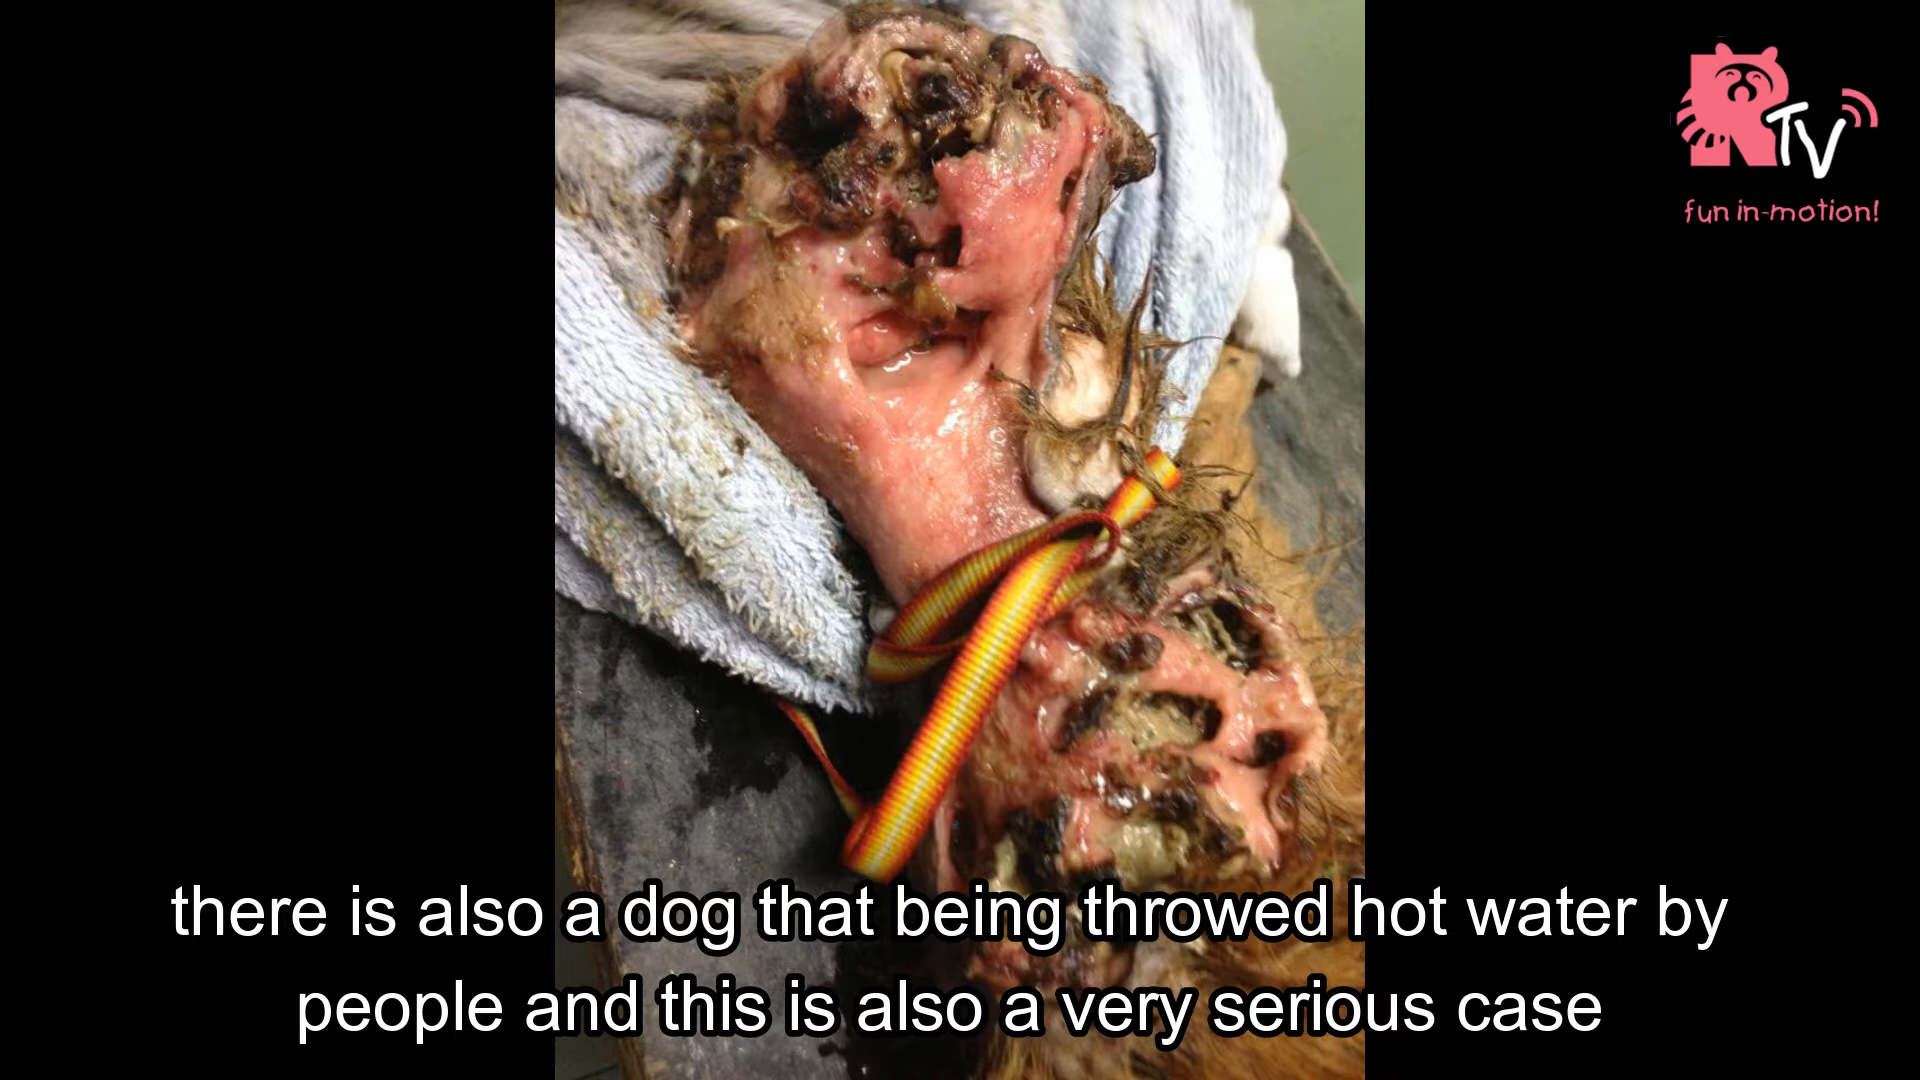 RTV
fun in-motion!
there is also a dog that being throwed hot water by
people and this is also a very serious case